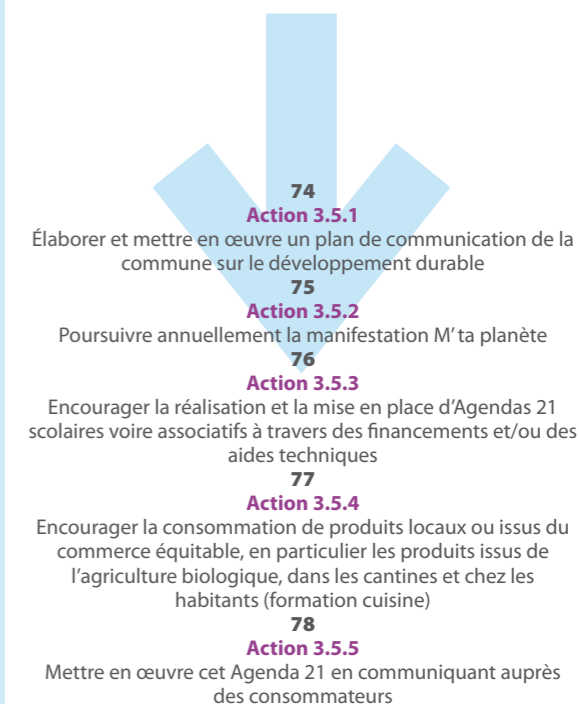 74
Action 3.5.1
Élaborer et mettre en œuvre un plan de communication de la
commune sur le développement durable
75
Action 3.5.2
Poursuivre annuellement la manifestation M’ ta planète
76
Action 3.5.3
Encourager la réalisation et la mise en place d’Agendas 21
scolaires voire associatifs à travers des financements et/ou des
aides techniques
77
Action 3.5.4
Encourager la consommation de produits locaux ou issus du
commerce équitable, en particulier les produits issus de
l’agriculture biologique, dans les cantines et chez les
habitants (formation cuisine)
78
Action 3.5.5
Mettre en œuvre cet Agenda 21 en communiquant auprès
des consommateurs